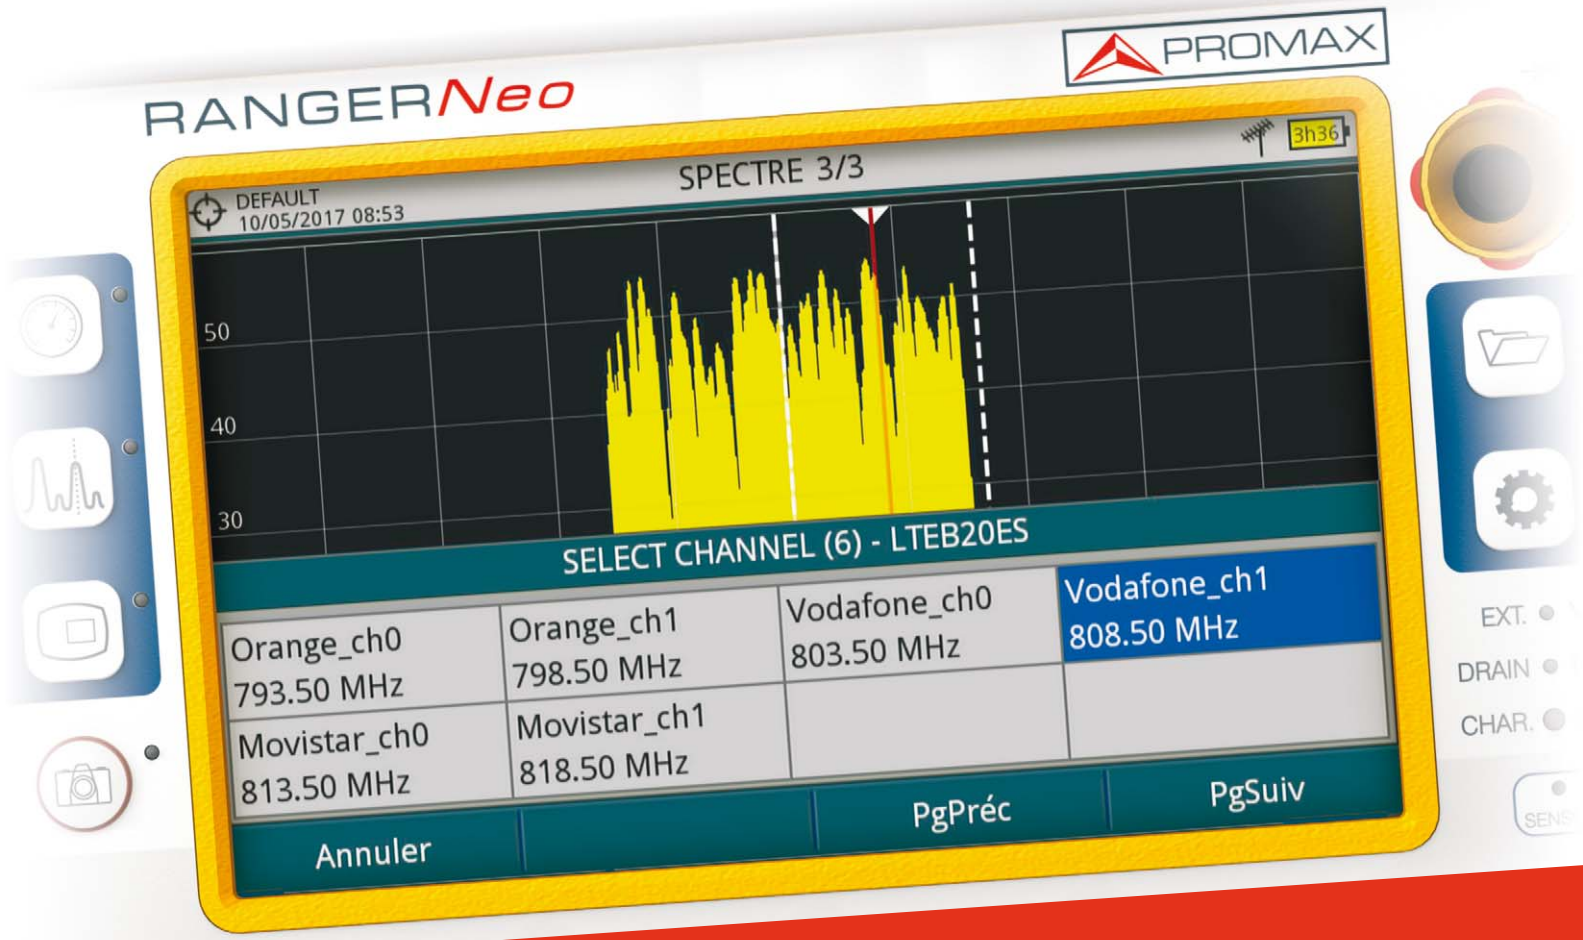 RANGERNeo
PROMAX
DEFAULT
10/05/2017 08:53
SPECTRE 3/3
3h36
50
40
30
SELECT CHANNEL (6) - LTEB20ES
Orange_ch0
793.50 MHz
Orange_ch1
798.50 MHz
Vodafone_ch0
803.50 MHz
Vodafone_ch1
808.50 MHz
Movistar_ch0
813.50 MHz
Movistar_ch1
818.50 MHz
Annuler
PgPréc
PgSuiv
EXT.
DRAIN
CHAR.